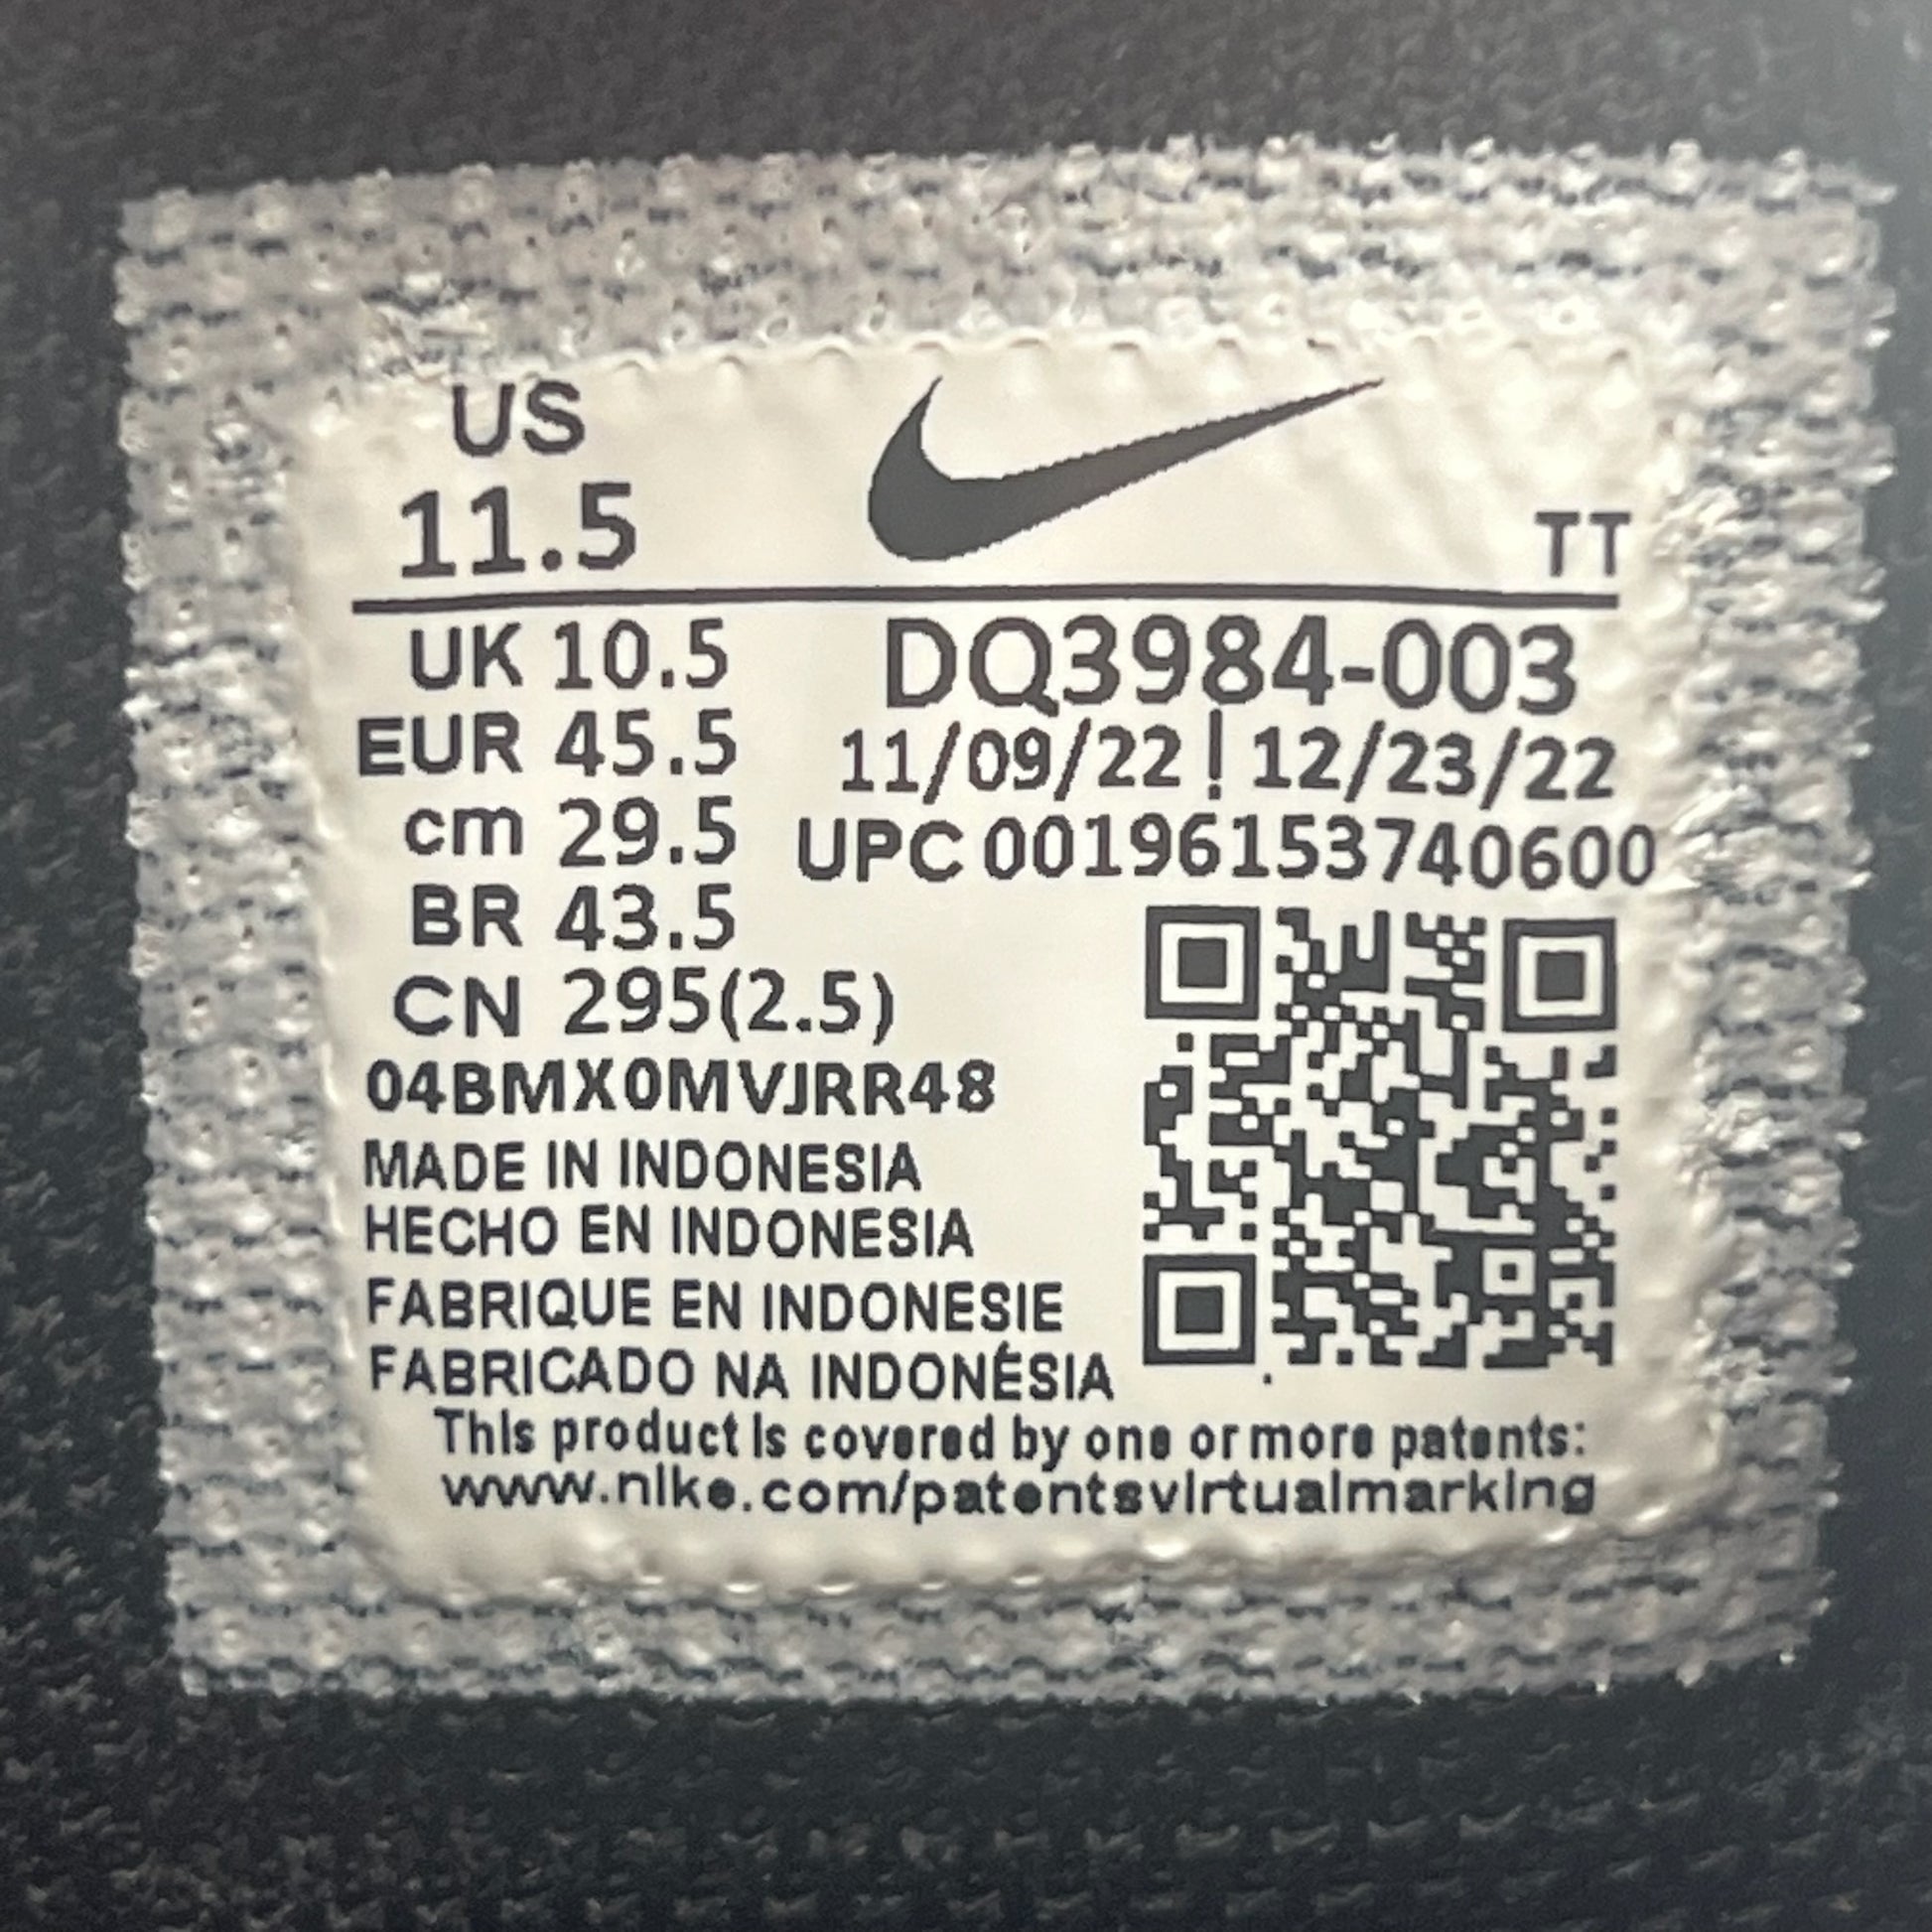 US
11.5
TT
UK 10.5
EUR 45.5
cm 29.5
BR 43.5
CN 295(2.5)
DQ3984-003
11/09/22 | 12/23/22
UPC 00196153740600
04BMX0MVJRR48
MADE IN INDONESIA
HECHO EN INDONESIA
FABRIQUE EN INDONESIE
FABRICADO NA INDONÉSIA
This product is covered by one or more patents:
www.nike.com/patentsvirtualmarking